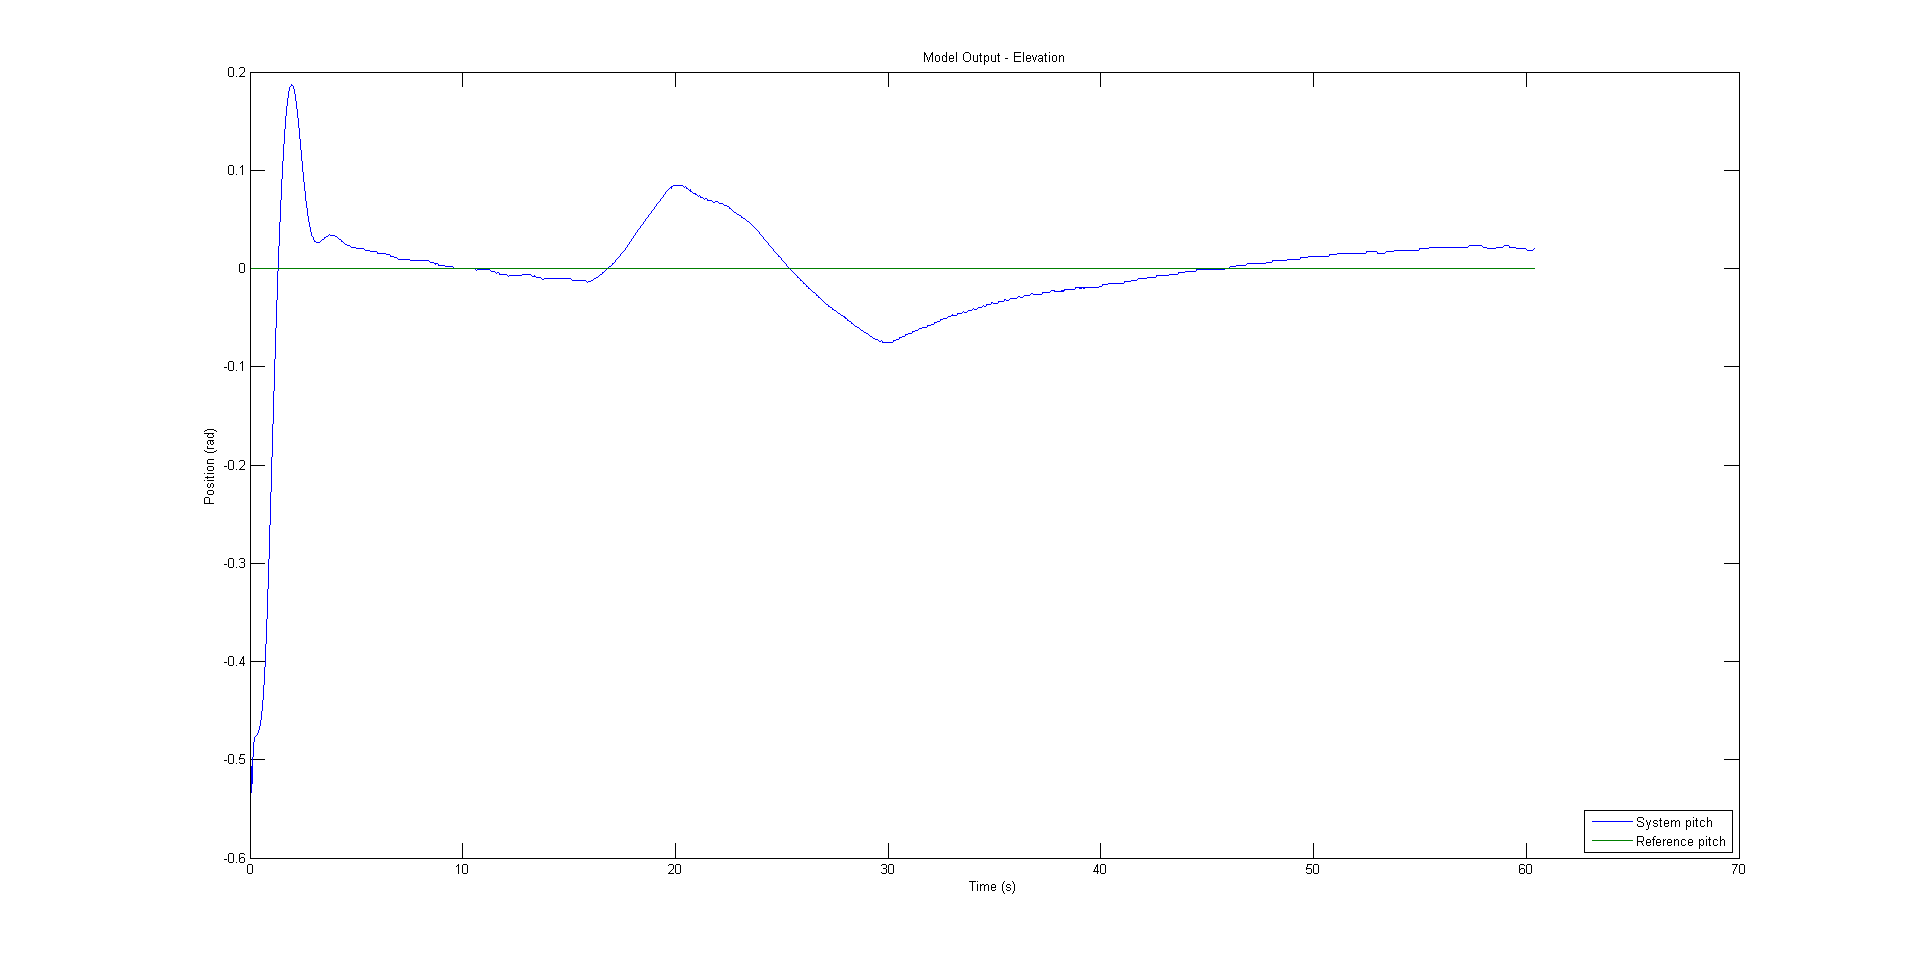 Model Output - Elevation
0.2
0.1
0
-0.1
-0.2
-0.3
-0.4
-0.5
-0.6
Position (rad)
0 10 20 30 40 50 60 70
Time (s)
System pitch
Reference pitch